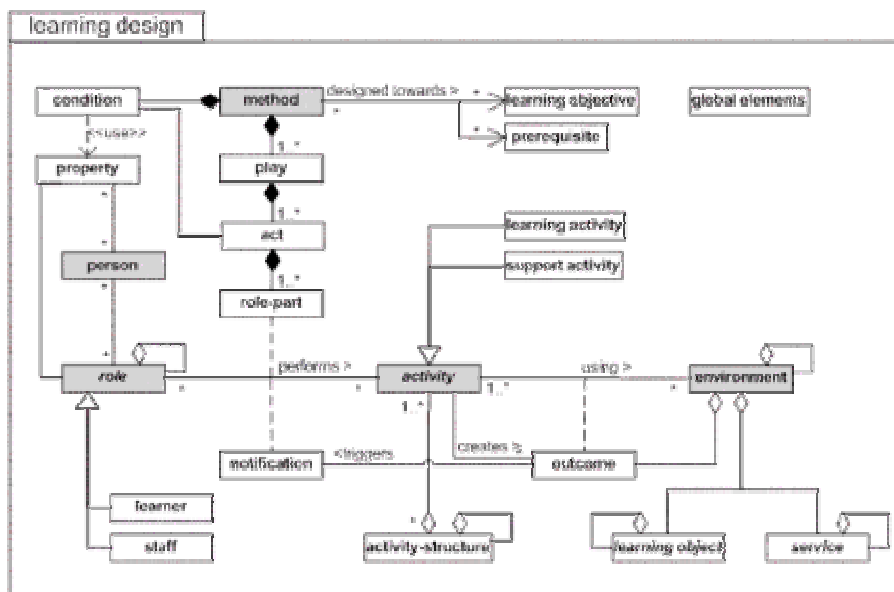 learning design
condition
method
designed towards >
*
learning objective
global elements
<<use>>
*
prerequisite
1..*
property
play
*
1..*
act
learning activity
*
person
support activity
*
1..*
role-part
*
role
performs >
activity
using >
environment
*
*
1..*
*
1..*
notification
<triggers
creates >
outcome
learner
*
staff
activity-structure
learning object
service